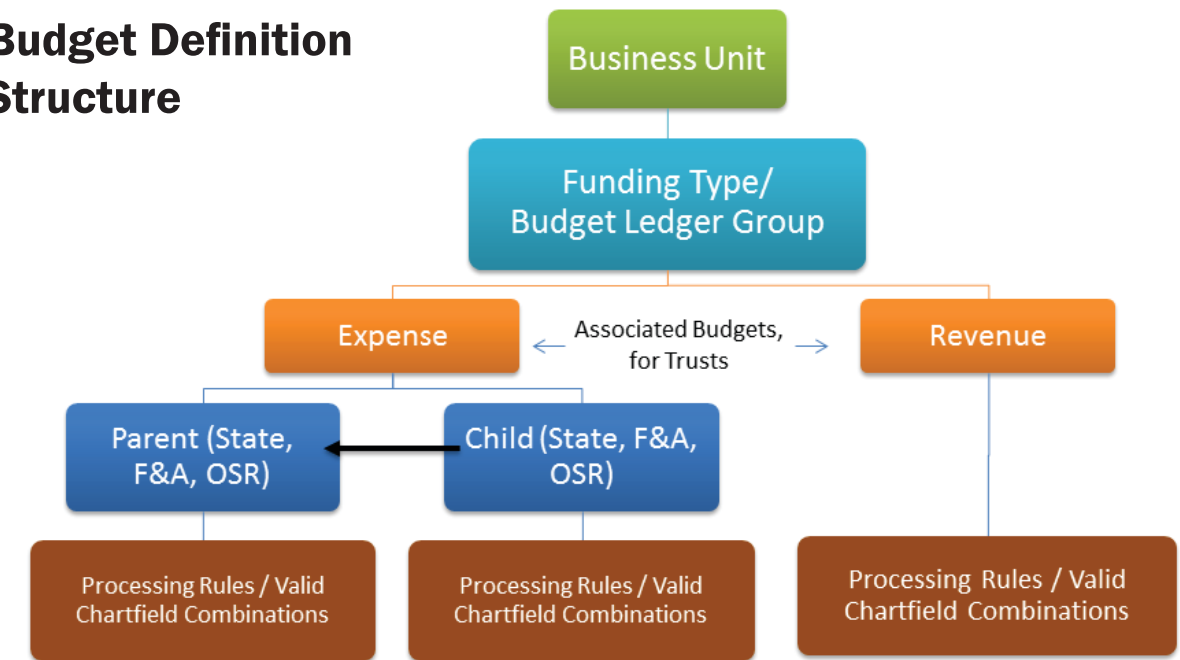 Budget Definition
Structure
Business Unit
Funding Type/
Budget Ledger Group
Expense
Associated Budgets,
for Trusts
Revenue
Parent (State,
F&A, OSR)
Child (State, F&A,
OSR)
Processing Rules / Valid
Chartfield Combinations
Processing Rules / Valid
Chartfield Combinations
Processing Rules / Valid
Chartfield Combinations